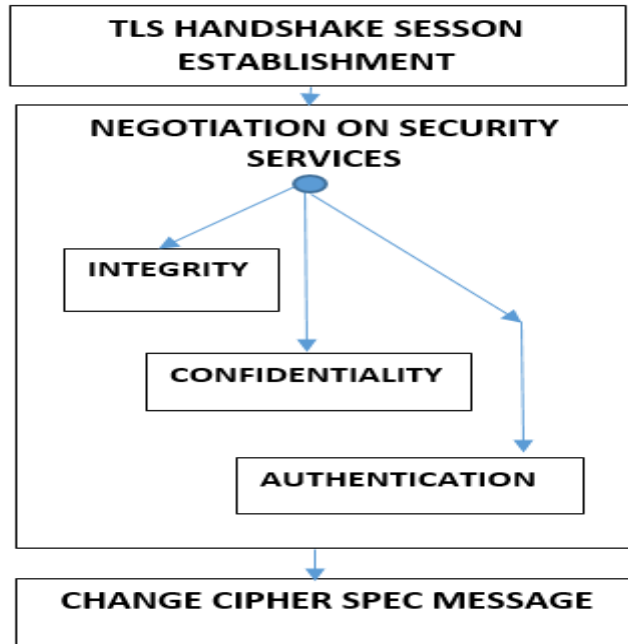 TLS HANDSHAKE SESSON
ESTABLISHMENT
NEGOTIATION ON SECURITY
SERVICES
INTEGRITY
CONFIDENTIALITY
AUTHENTICATION
CHANGE CIPHER SPEC MESSAGE